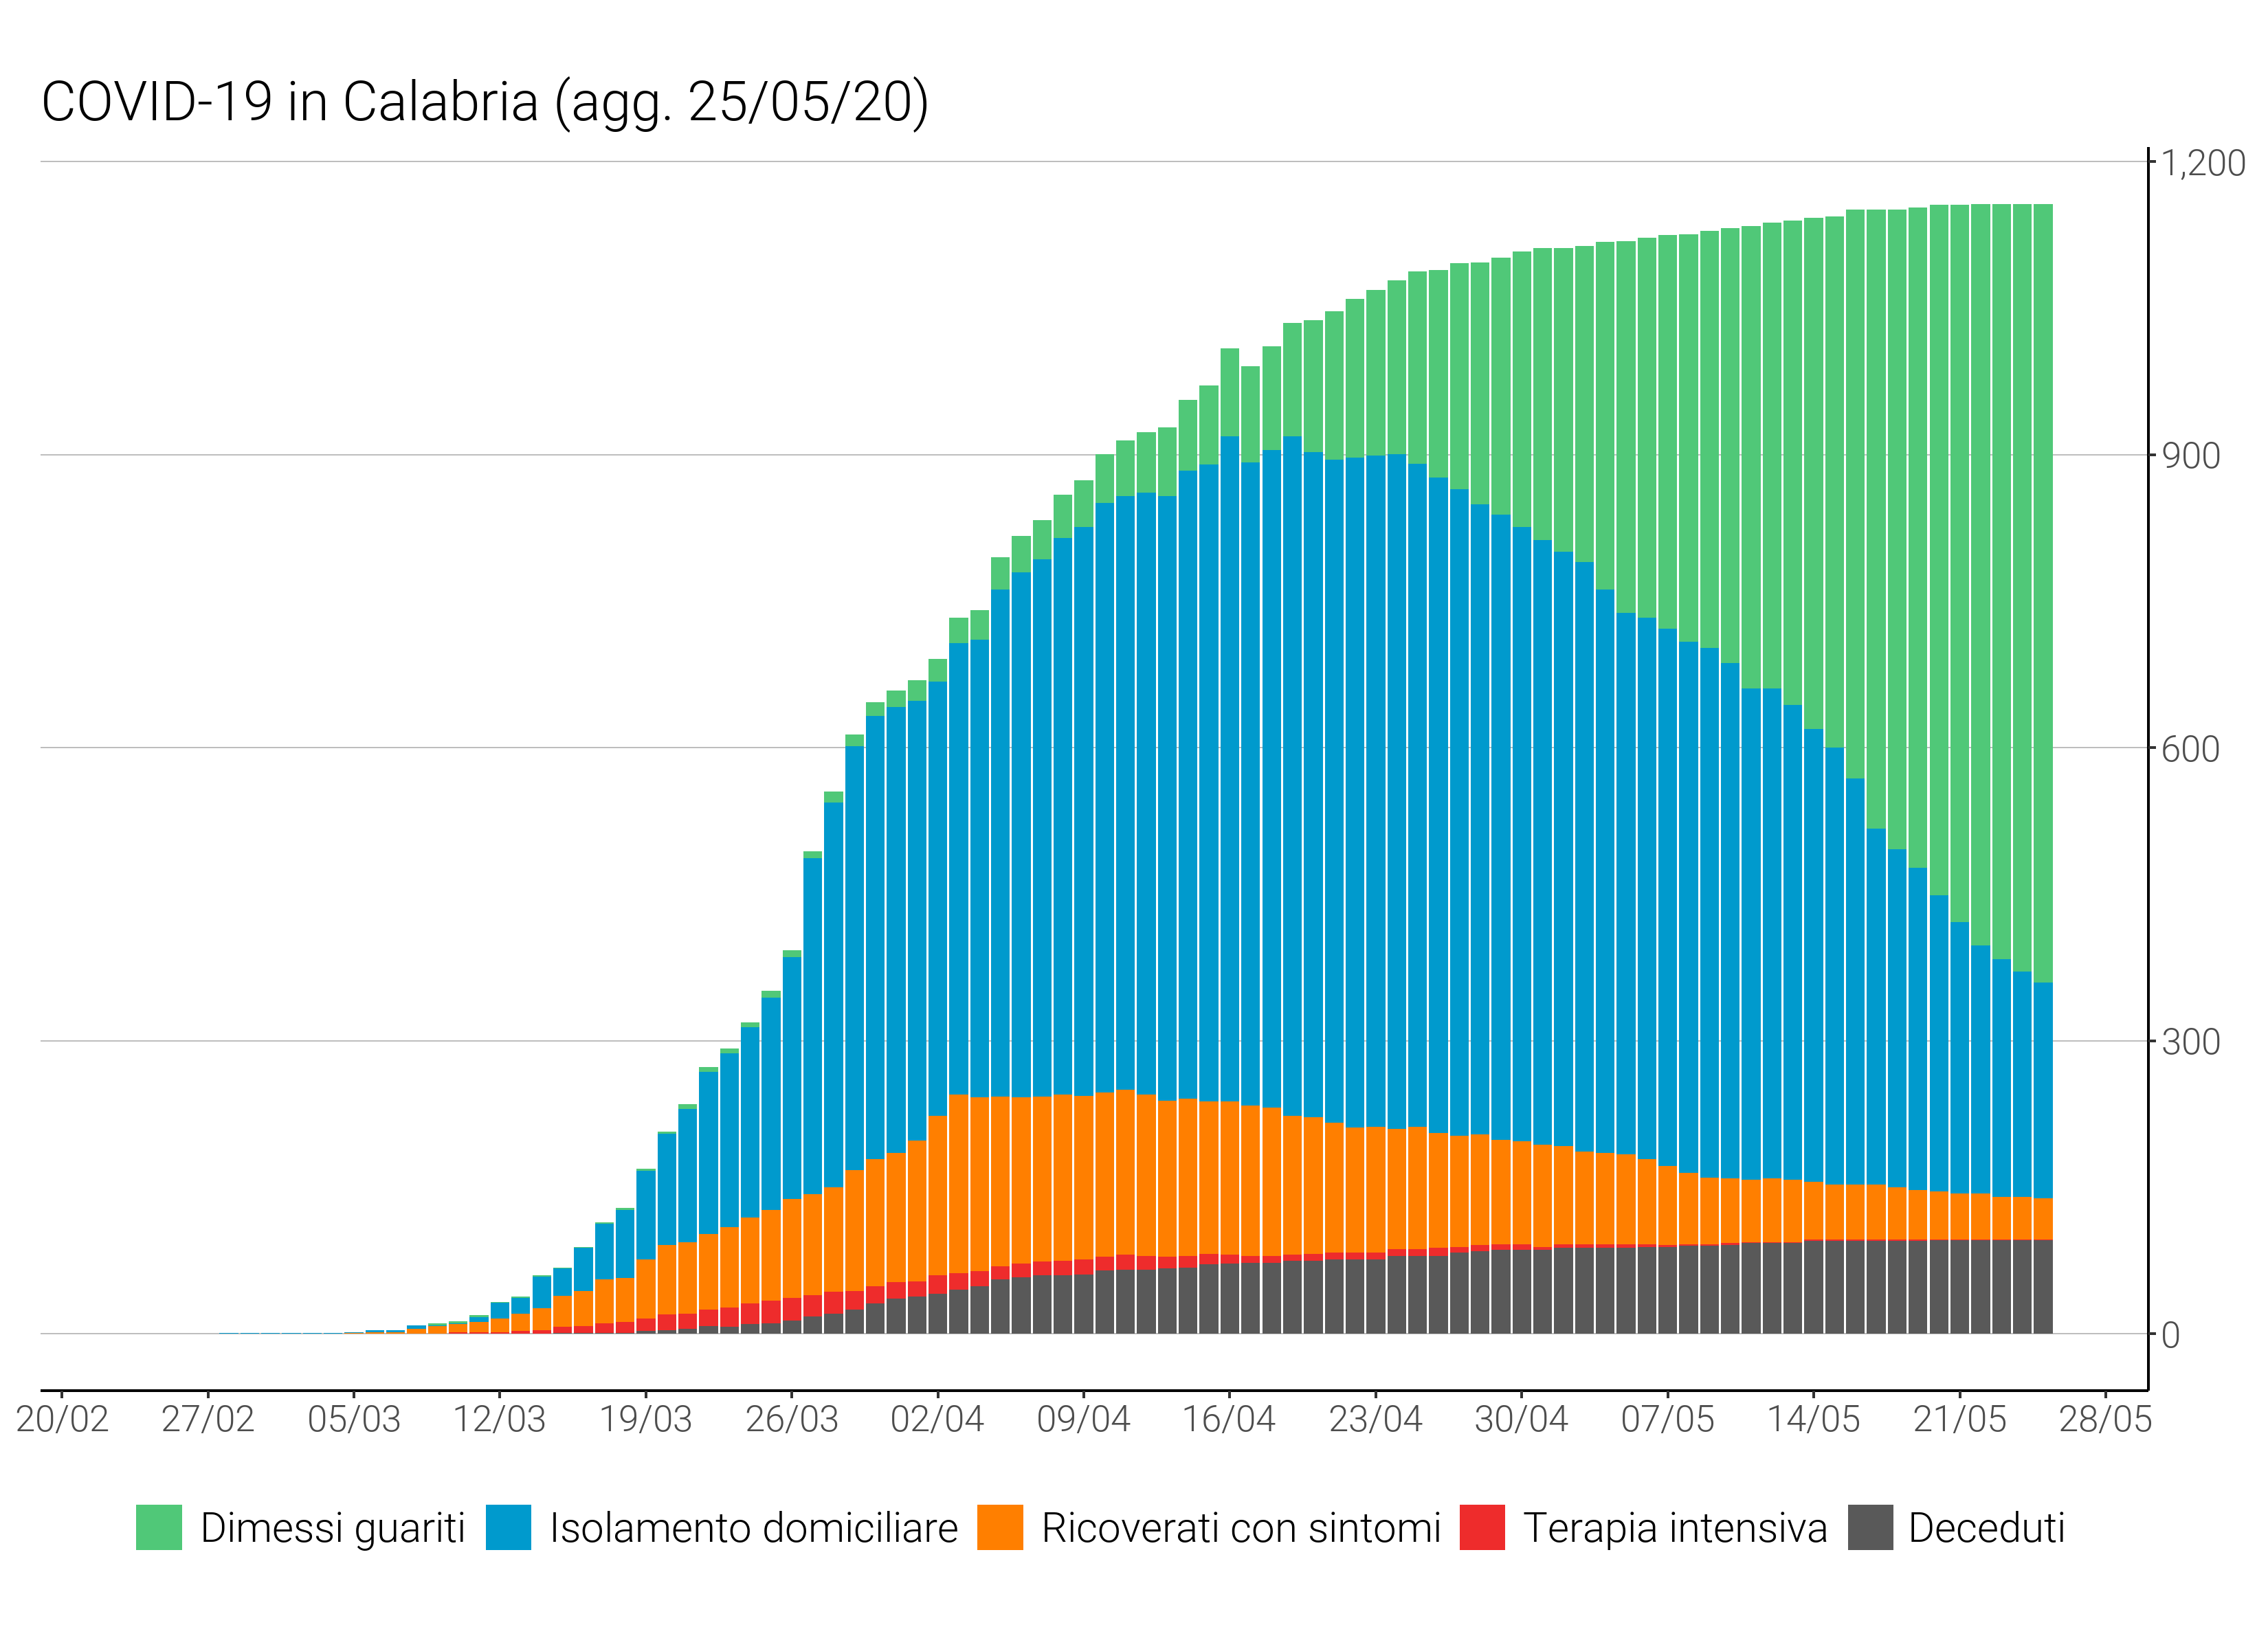 COVID-19 in Calabria (agg. 25/05/20)
1,200
900
600
300
0
20/02 27/02 05/03 12/03 19/03 26/03 02/04 09/04 16/04 23/04 30/04 07/05 14/05 21/05 28/05
Dimessi guariti Isolamento domiciliare Ricoverati con sintomi Terapia intensiva Deceduti